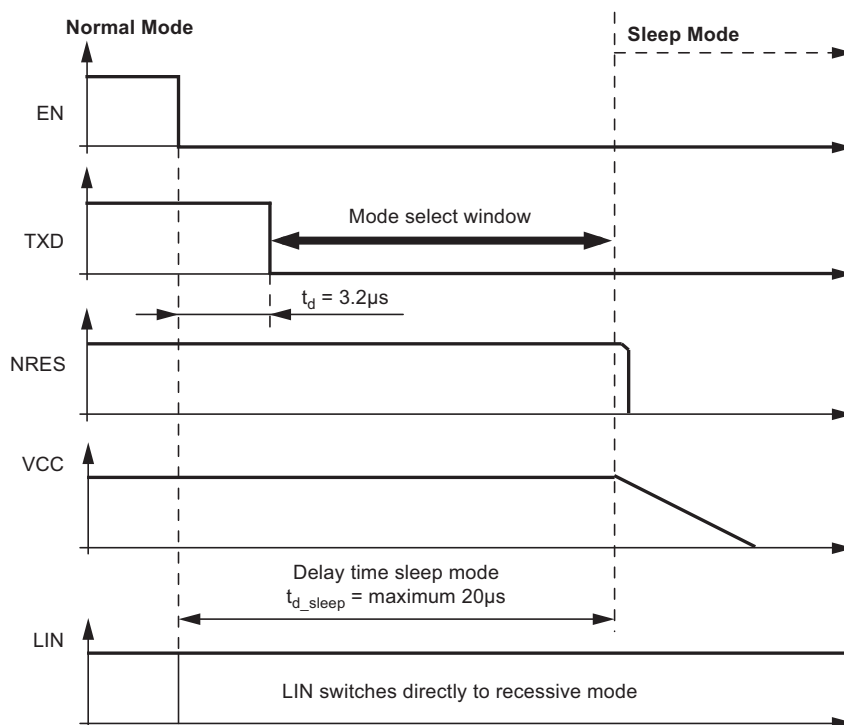 Normal Mode
Sleep Mode
EN
Mode select window
TXD
t_d = 3.2μs
NRES
VCC
Delay time sleep mode
t_d_sleep = maximum 20μs
LIN
LIN switches directly to recessive mode